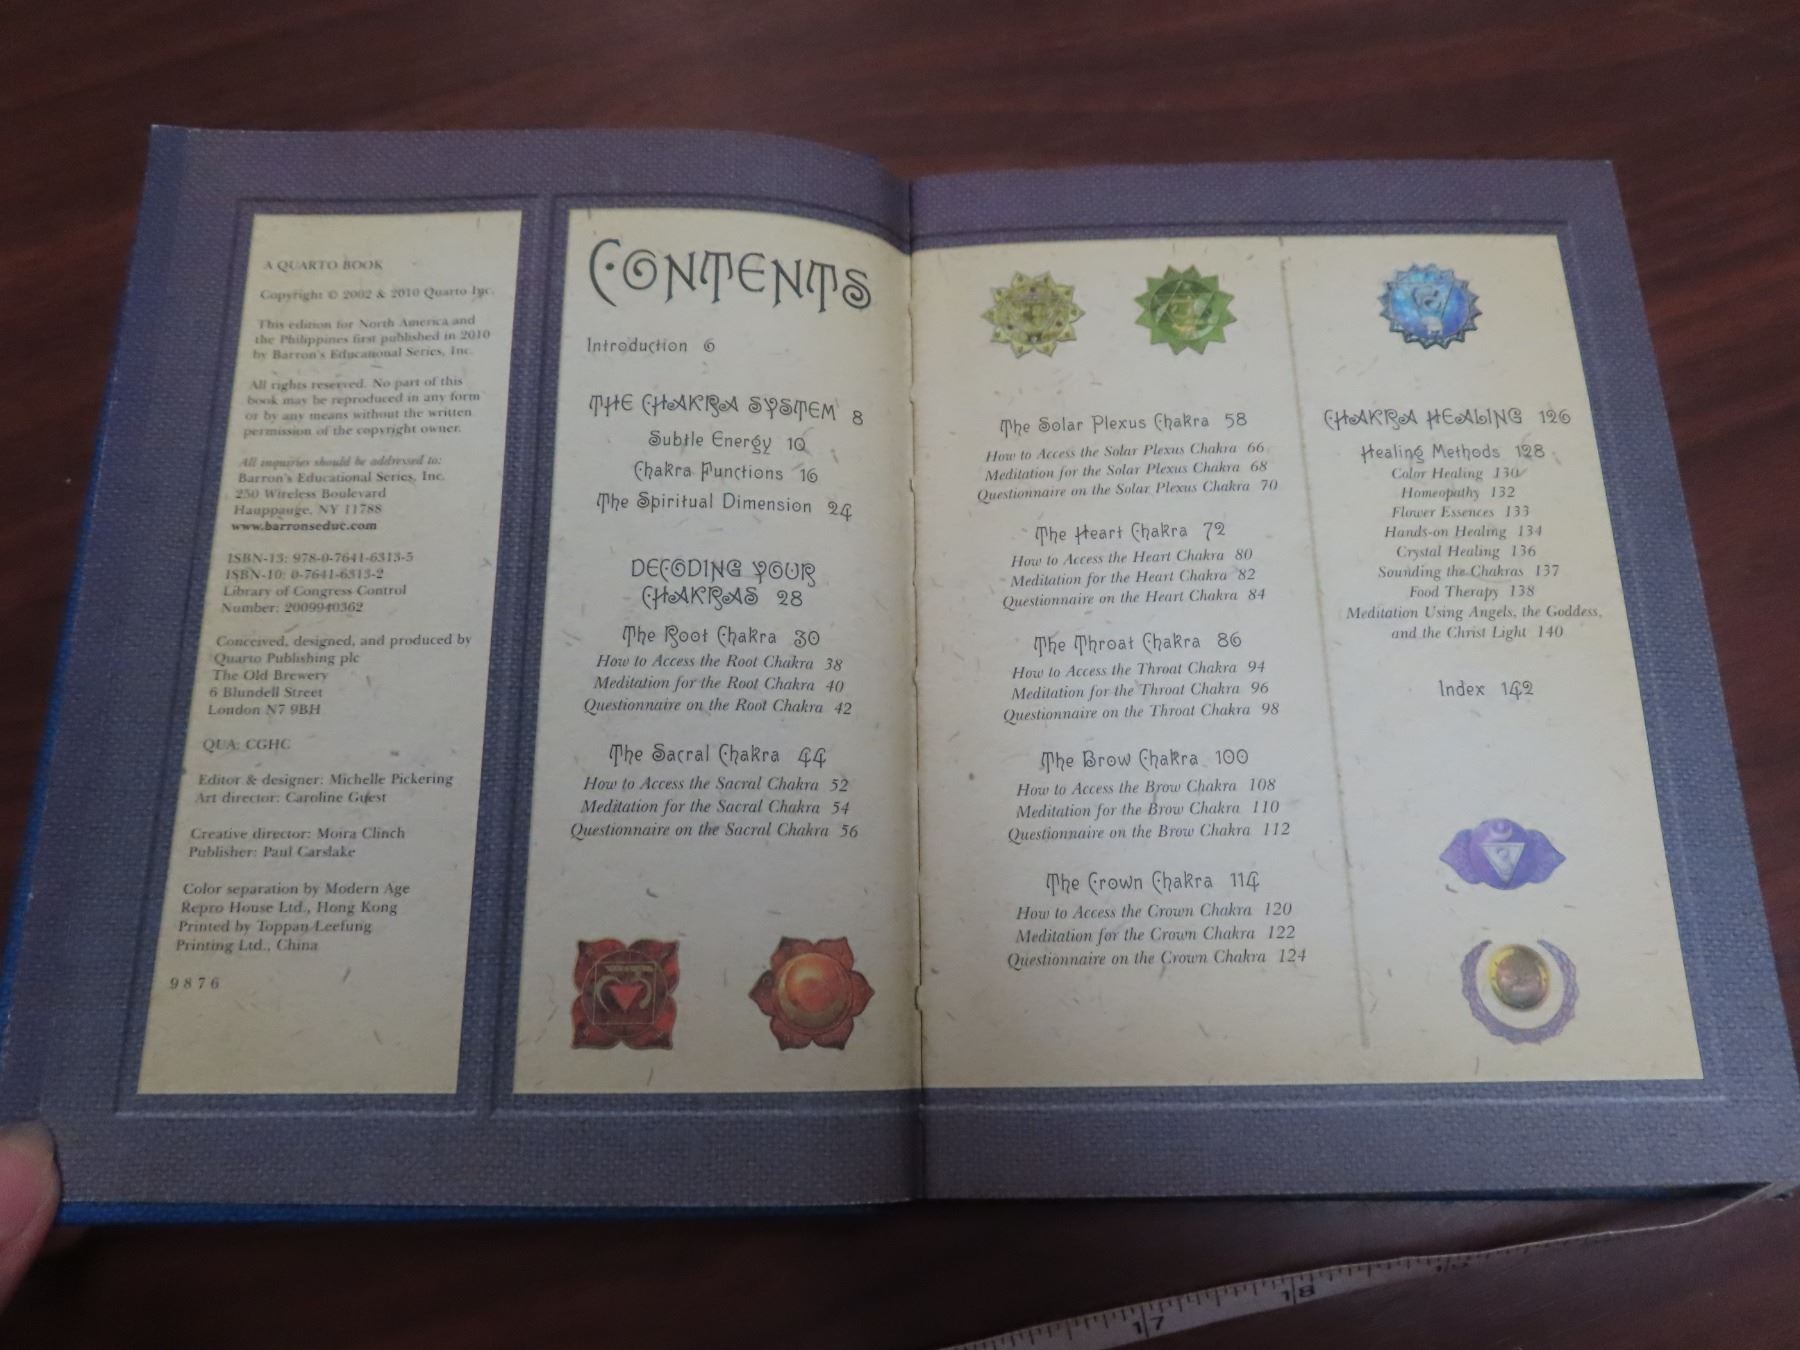 A QUARTO BOOK
Copyright © 2002 & 2010 Quarto Inc.
This edition for North America and
the Philippines first published in 2010
by Barron's Educational Series, Inc.
All rights reserved. No part of this
book may be reproduced in any form
or by any means without the written
permission of the copyright owner.
All inquiries should be addressed to:
Barron's Educational Series, Inc.
250 Wireless Boulevard
Hauppauge, NY 11788
www.barronseduc.com
ISBN-13: 978-0-7641-6313-5
ISBN-10: 0-7641-6313-2
Library of Congress Control
Number: 2009940362
Conceived, designed, and produced by
Quarto Publishing plc
The Old Brewery
6 Blundell Street
London N7 9BH
QUA: CGHC
Editor & designer: Michelle Pickering
Art director: Caroline Guest
Creative director: Moira Clinch
Publisher: Paul Carslake
Color separation by Modern Age
Repro House Ltd., Hong Kong
Printed by Toppan Leefung
Printing Ltd., China
9 8 7 6
CONTENTS
Introduction 6
THE CHAKRA SYSTEM 8
Subtle Energy 10
Chakra Functions 16
The Spiritual Dimension 24
DECODING YOUR
CHAKRAS 28
The Root Chakra 30
How to Access the Root Chakra 38
Meditation for the Root Chakra 40
Questionnaire on the Root Chakra 42
The Sacral Chakra 44
How to Access the Sacral Chakra 52
Meditation for the Sacral Chakra 54
Questionnaire on the Sacral Chakra 56
The Solar Plexus Chakra 58
How to Access the Solar Plexus Chakra 66
Meditation for the Solar Plexus Chakra 68
Questionnaire on the Solar Plexus Chakra 70
The Heart Chakra 72
How to Access the Heart Chakra 80
Meditation for the Heart Chakra 82
Questionnaire on the Heart Chakra 84
The Throat Chakra 86
How to Access the Throat Chakra 94
Meditation for the Throat Chakra 96
Questionnaire on the Throat Chakra 98
The Brow Chakra 100
How to Access the Brow Chakra 108
Meditation for the Brow Chakra 110
Questionnaire on the Brow Chakra 112
The Crown Chakra 114
How to Access the Crown Chakra 120
Meditation for the Crown Chakra 122
Questionnaire on the Crown Chakra 124
CHAKRA HEALING 126
Healing Methods 128
Color Healing 130
Homeopathy 132
Flower Essences 133
Hands-on Healing 134
Crystal Healing 136
Sounding the Chakras 137
Food Therapy 138
Meditation Using Angels, the Goddess,
and the Christ Light 140
Index 142
17 18